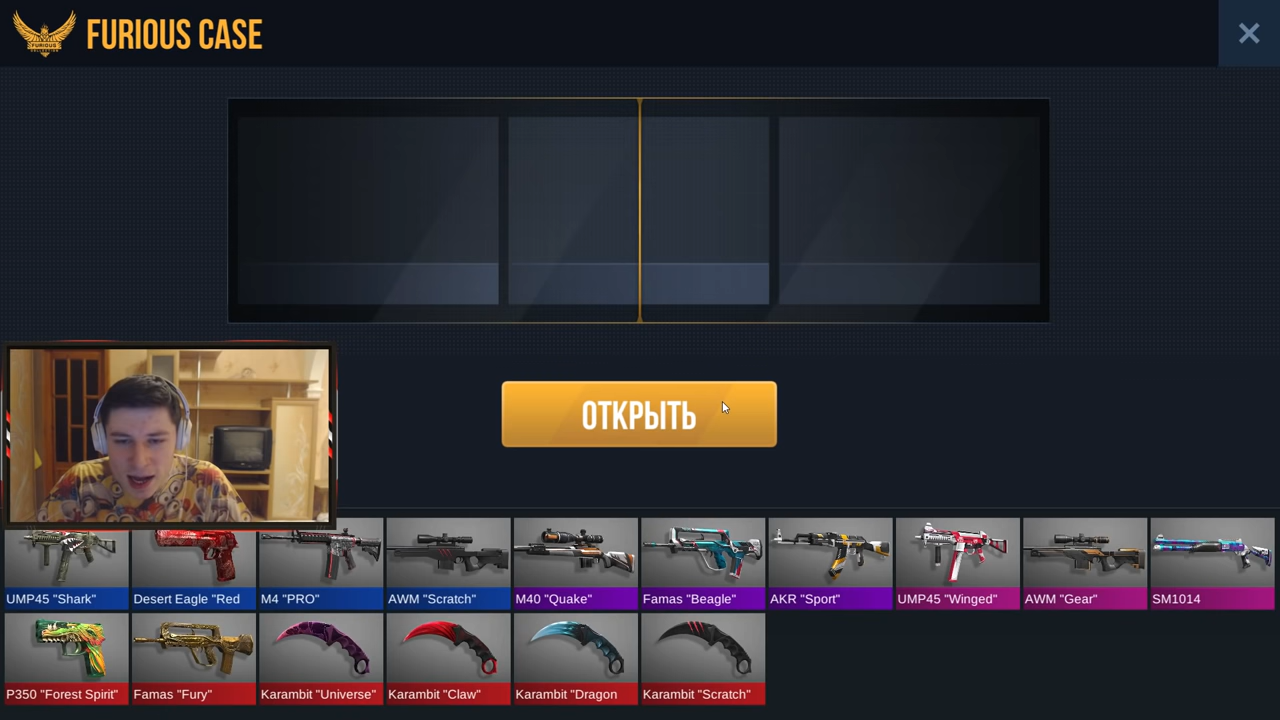 FURIOUS CASE
FURIOUS
ОТКРЫТЬ
UMP45 "Shark"
Desert Eagle "Red
M4 "PRO"
AWM "Scratch"
M40 "Quake"
Famas "Beagle"
AKR "Sport"
UMP45 "Winged"
AWM "Gear"
SM1014
P350 "Forest Spirit"
Famas "Fury"
Karambit "Universe"
Karambit "Claw"
Karambit "Dragon
Karambit "Scratch"